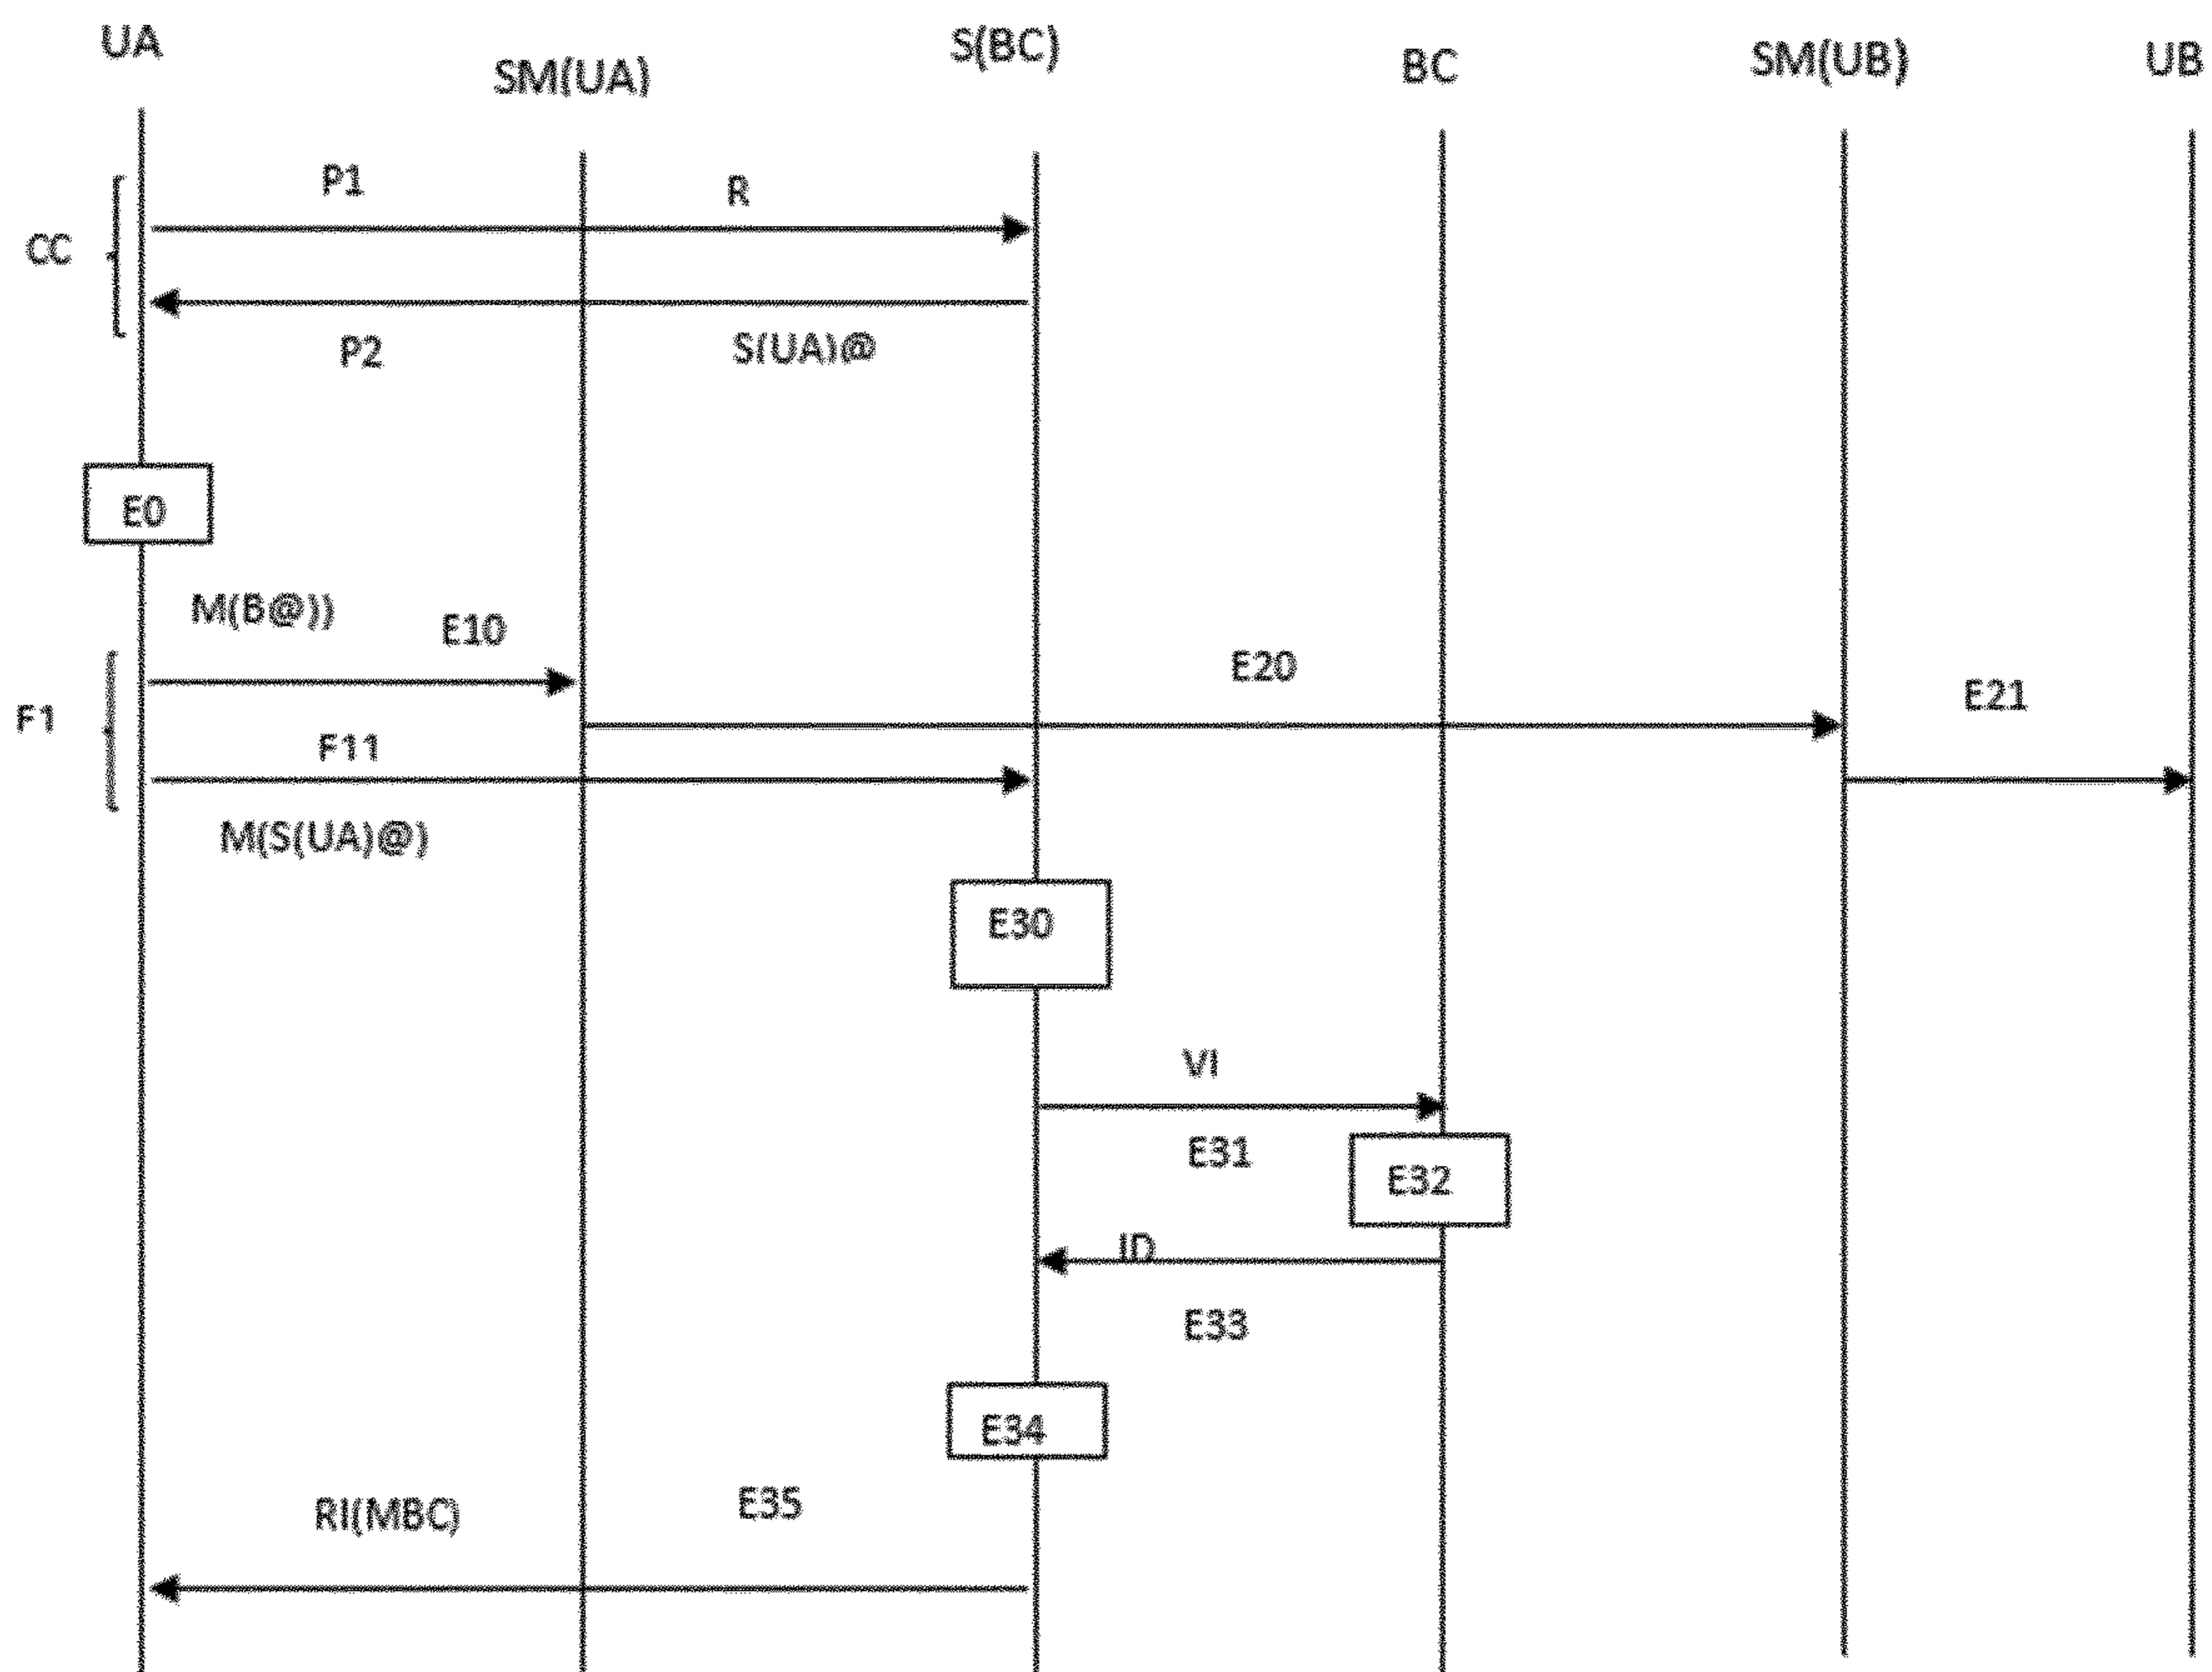 UA
SM(UA)
S(BC)
BC
SM(UB)
UB
P1
R
CC
P2
S(UA)@
E0
M(B@))
E10
E20
E21
F1
F11
M(S(UA)@)
E30
VI
E31
E32
ID
E33
E34
RI(MBC)
E35